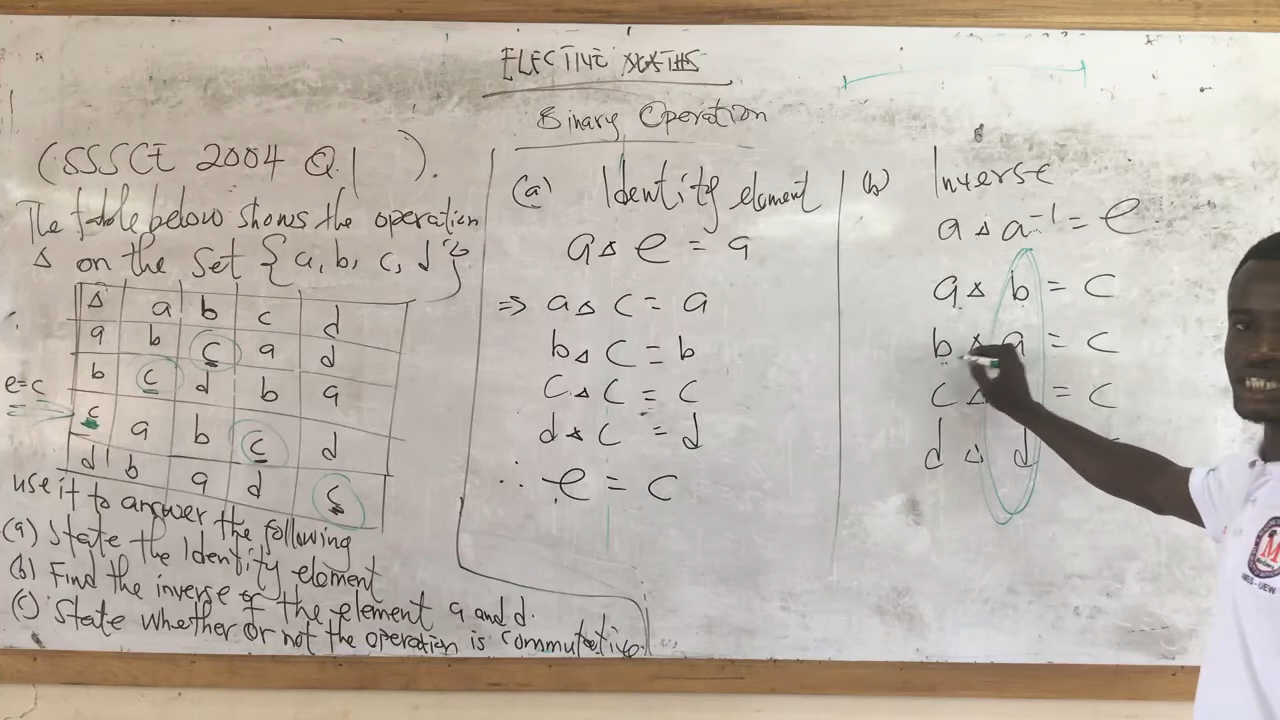 ELECTIVE MATHS
Binary Operation
(SSSCE 2004 Q1).
The table below shows the operation
Δ on the set {a, b, c, d}
Δ a b c d
a b c a d
b c d b a
c a b c d
d b a d c
e=c
use it to answer the following
(a) State the Identity element
(b) Find the inverse of the element a and d.
(c) State whether or not the operation is commutative.
(a) Identity element
a Δ e = a
⇒ a Δ c = a
b Δ c = b
c Δ c = c
d Δ c = d
∴ e = c
(b) Inverse
a Δ a⁻¹ = e
a Δ b = c
b Δ a = c
c Δ = c
d Δ d
M